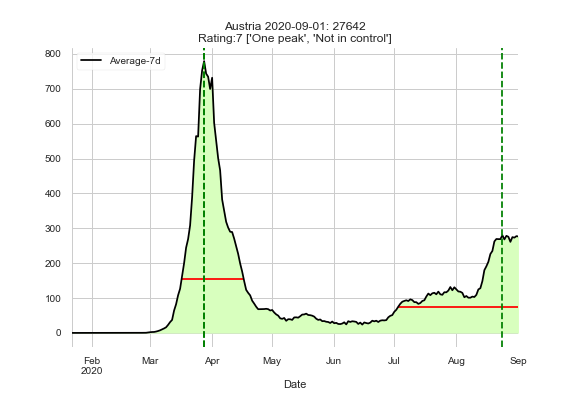 Austria 2020-09-01: 27642
Rating:7 ['One peak', 'Not in control']
Average-7d
800
700
600
500
400
300
200
100
0
Feb Mar Apr May Jun Jul Aug Sep
2020
Date